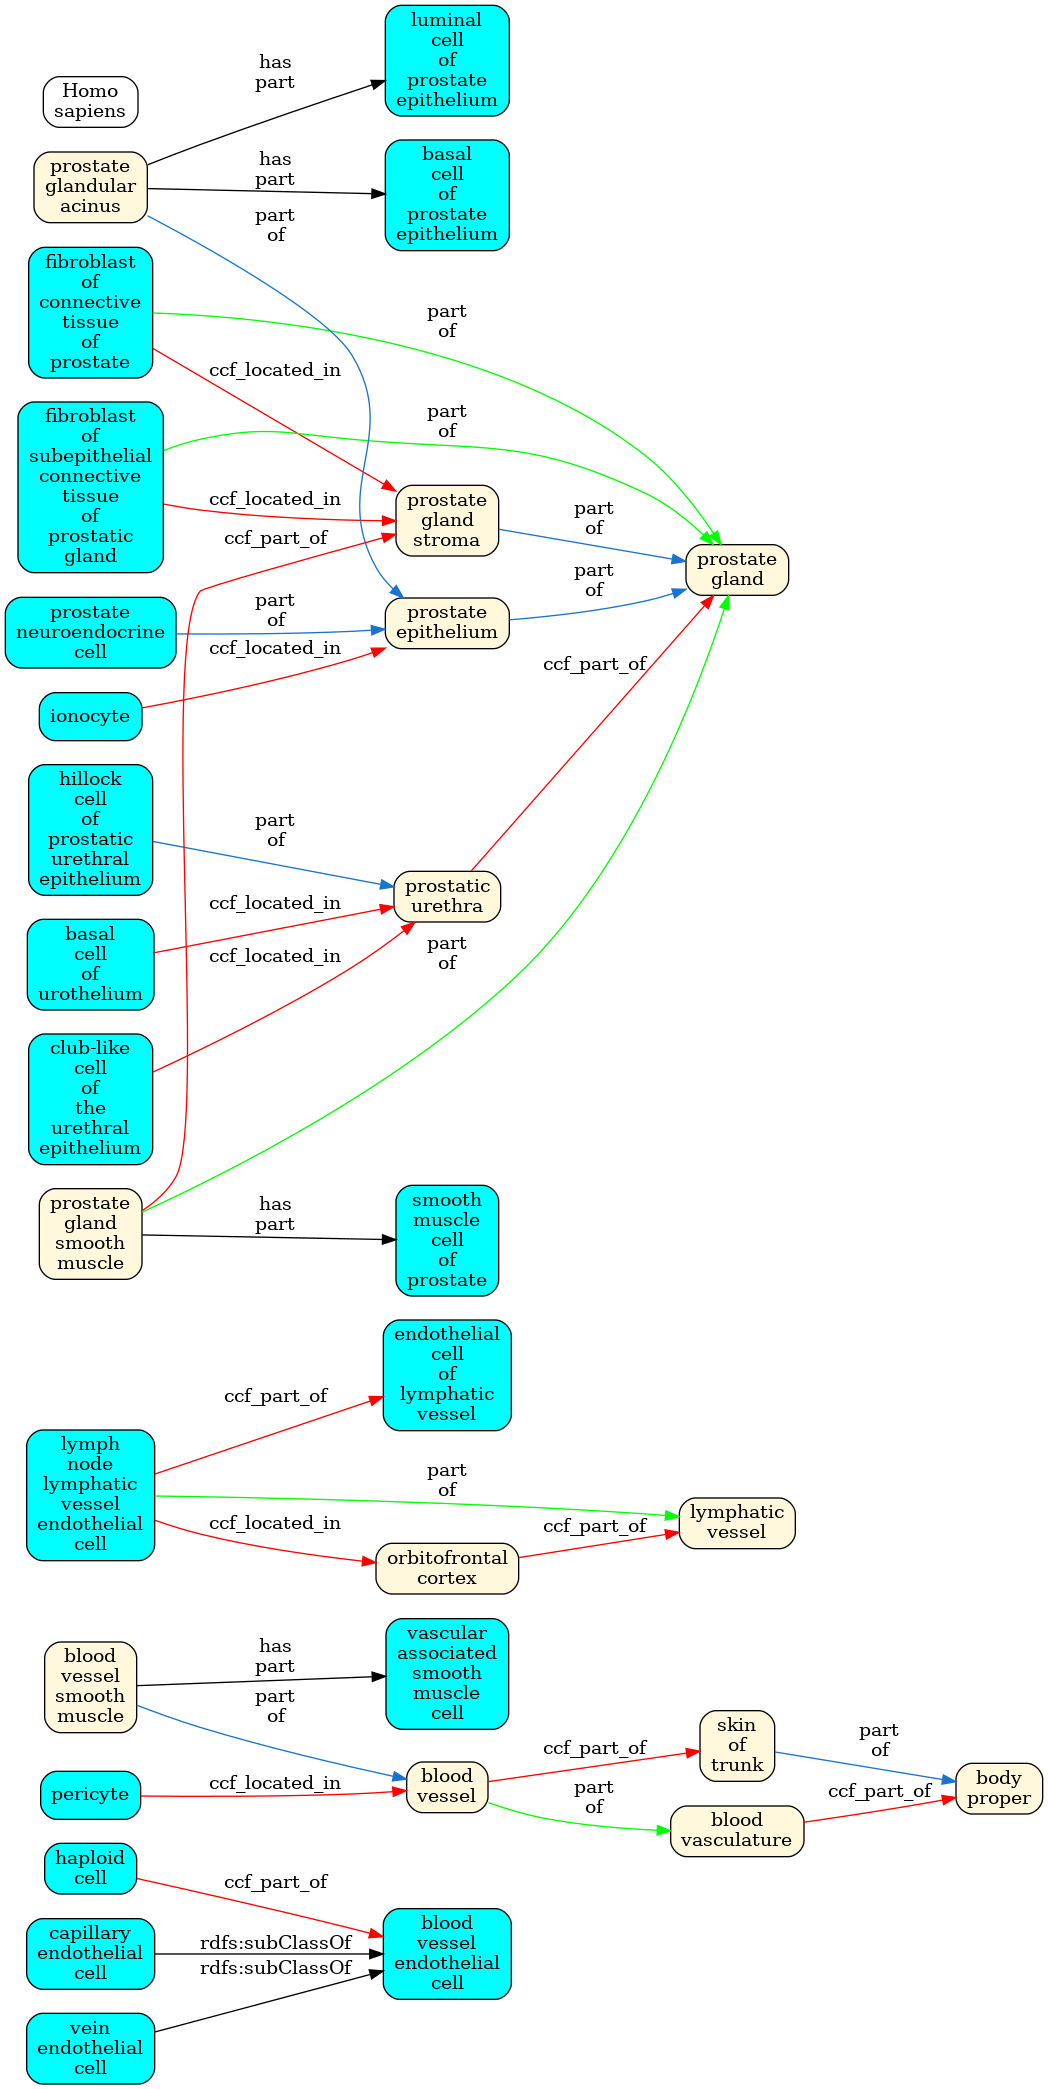 luminal
cell
of
prostate
epithelium
has
part
Homo
sapiens
prostate
glandular
acinus
has
part
basal
cell
of
prostate
epithelium
part
of
fibroblast
of
connective
tissue
of
prostate
part
of
ccf_located_in
fibroblast
of
subepithelial
connective
tissue
of
prostatic
gland
part
of
ccf_located_in
ccf_part_of
prostate
gland
stroma
part
of
prostate
gland
prostate
neuroendocrine
cell
part
of
prostate
epithelium
part
of
ccf_located_in
ionocyte
ccf_part_of
hillock
cell
of
prostatic
urethral
epithelium
part
of
prostatic
urethra
basal
cell
of
urothelium
ccf_located_in
ccf_located_in
part
of
club-like
cell
of
the
urethral
epithelium
prostate
gland
smooth
muscle
has
part
smooth
muscle
cell
of
prostate
endothelial
cell
of
lymphatic
vessel
ccf_part_of
lymph
node
lymphatic
vessel
endothelial
cell
part
of
ccf_located_in
orbitofrontal
cortex
ccf_part_of
lymphatic
vessel
blood
vessel
smooth
muscle
has
part
vascular
associated
smooth
muscle
cell
part
of
pericyte
ccf_located_in
blood
vessel
ccf_part_of
skin
of
trunk
part
of
part
of
blood
vasculature
ccf_part_of
body
proper
haploid
cell
ccf_part_of
capillary
endothelial
cell
rdfs:subClassOf
rdfs:subClassOf
blood
vessel
endothelial
cell
vein
endothelial
cell